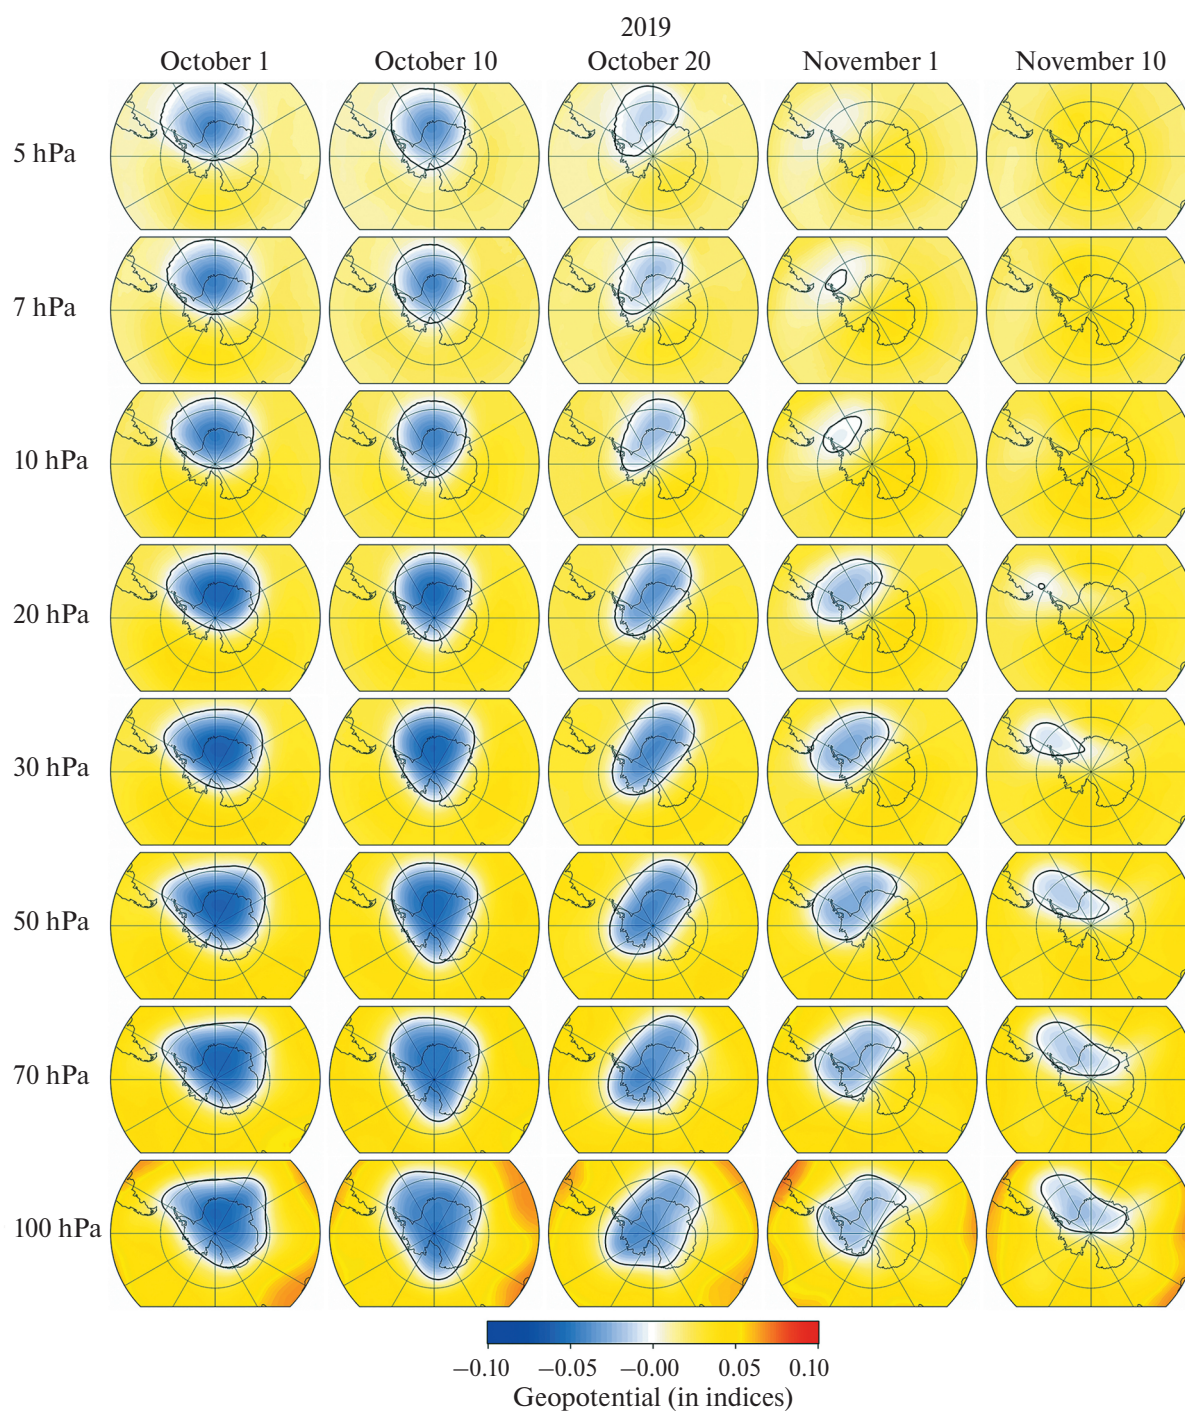 2019
October 1 October 10 October 20 November 1 November 10
5 hPa
7 hPa
10 hPa
20 hPa
30 hPa
50 hPa
70 hPa
100 hPa
−0.10 −0.05 −0.00 0.05 0.10
Geopotential (in indices)